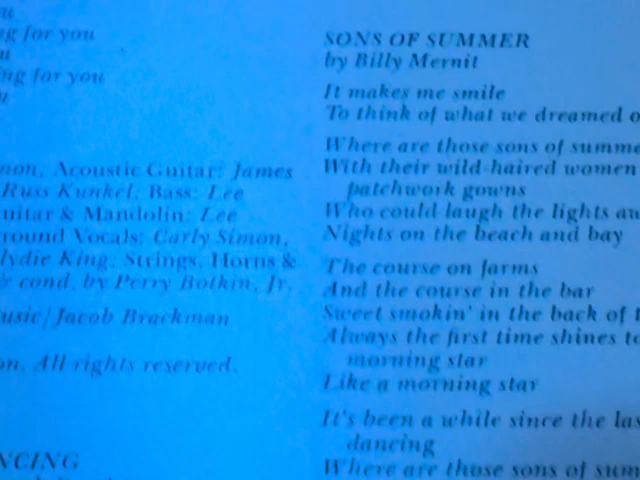 ng for you
ng for you
non, Acoustic Guitar: James
Russ Kunkel, Bass: Lee
uitar & Mandolin: Lee
round Vocals: Carly Simon,
lydie King, Strings, Horns &
& cond. by Perry Botkin, Jr.
usic/Jacob Brackman
on. All rights reserved.
NCING
SONS OF SUMMER
by Billy Mernit
It makes me smile
To think of what we dreamed o
Where are those sons of summe
With their wild-haired women
patchwork gowns
Who could laugh the lights au
Nights on the beach and bay
The course on farms
And the course in the bar
Sweet smokin' in the back of t
Always the first time shines to
morning star
Like a morning star
It's been a while since the las
dancing
Where are those sons of sum